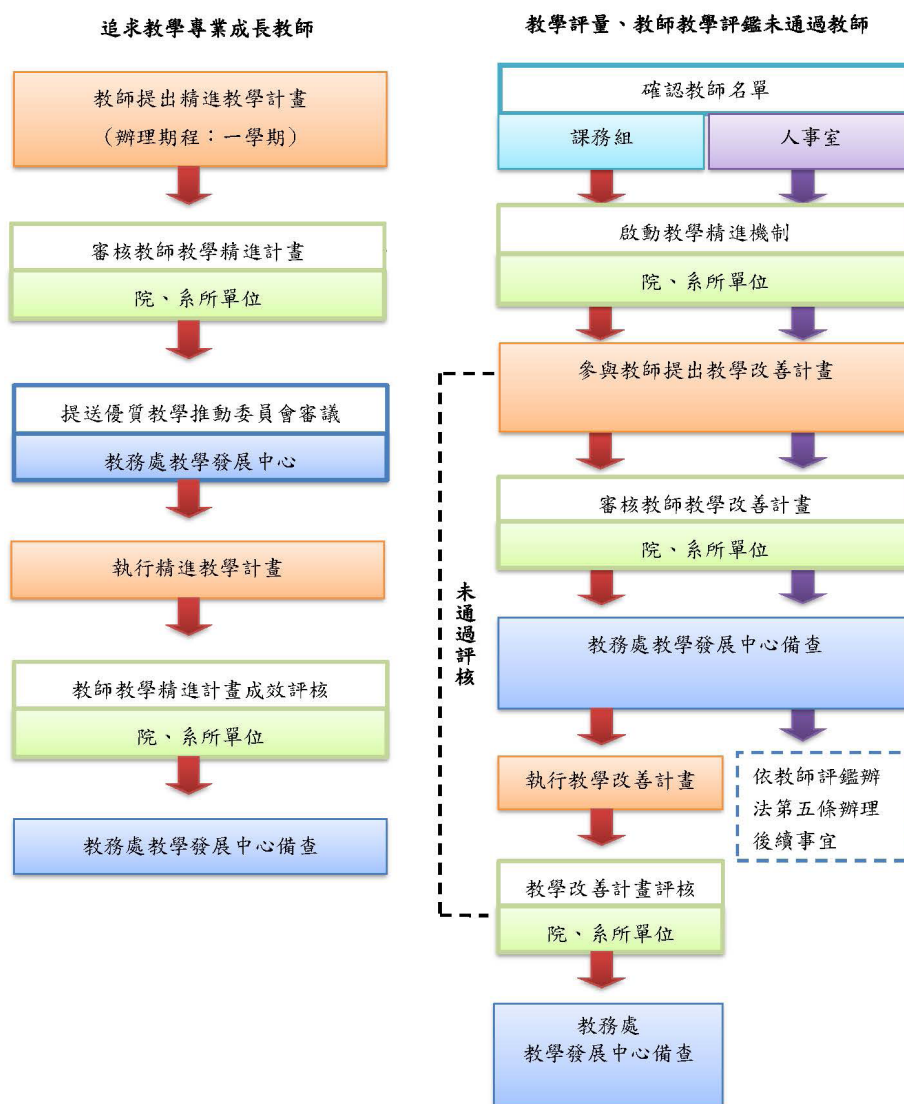 追求教學專業成長教師
教師提出精進教學計畫
（辦理期程：一學期）
審核教師教學精進計畫
院、系所單位
提送優質教學推動委員會審議
教務處教學發展中心
執行精進教學計畫
教師教學精進計畫成效評核
院、系所單位
教務處教學發展中心備查
教學評量、教師教學評鑑未通過教師
確認教師名單
課務組
人事室
啟動教學精進機制
院、系所單位
參與教師提出教學改善計畫
審核教師教學改善計畫
院、系所單位
未通過評核
教務處教學發展中心備查
執行教學改善計畫
依教師評鑑辦
法第五條辦理
後續事宜
教學改善計畫評核
院、系所單位
教務處
教學發展中心備查